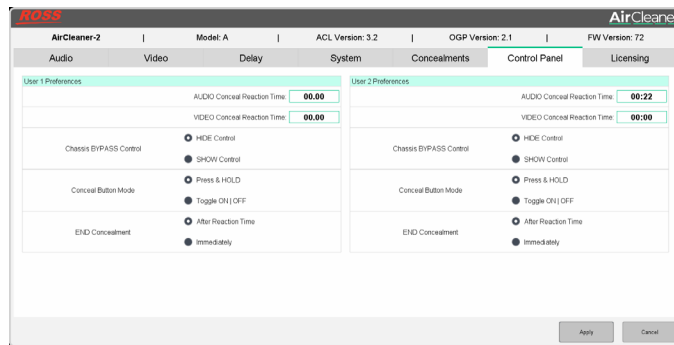 ROSS AirCleane
AirCleaner-2 | Model: A | ACL Version: 3.2 | OGP Version: 2.1 | FW Version: 72
Audio Video Delay System Concealments Control Panel Licensing
User 1 Preferences
AUDIO Conceal Reaction Time: 00.00
VIDEO Conceal Reaction Time: 00.00
Chassis BYPASS Control
HIDE Control
SHOW Control
Conceal Button Mode
Press & HOLD
Toggle ON | OFF
END Concealment
After Reaction Time
Immediately
User 2 Preferences
AUDIO Conceal Reaction Time: 00:22
VIDEO Conceal Reaction Time: 00:00
Chassis BYPASS Control
HIDE Control
SHOW Control
Conceal Button Mode
Press & HOLD
Toggle ON | OFF
END Concealment
After Reaction Time
Immediately
Apply Cancel